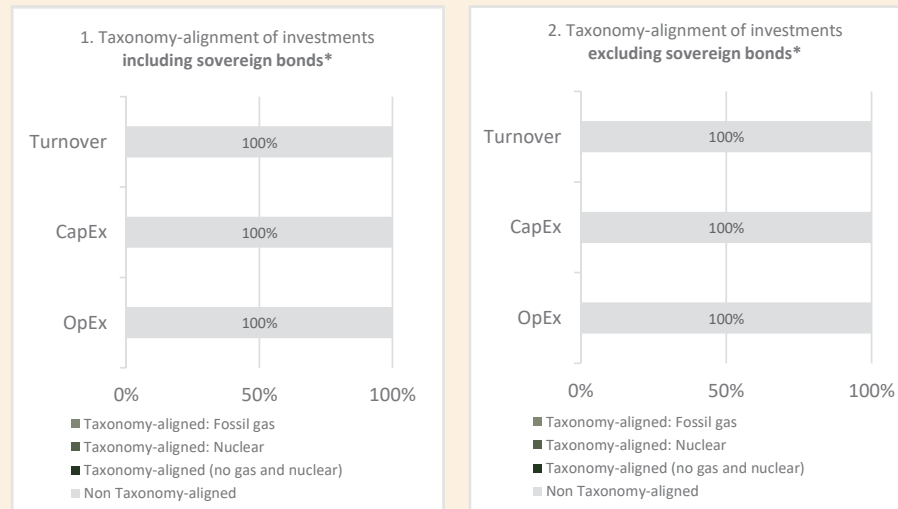 1. Taxonomy-alignment of investments
including sovereign bonds*
Turnover
100%
CapEx
100%
OpEx
100%
0%
50%
100%
Taxonomy-aligned: Fossil gas
Taxonomy-aligned: Nuclear
Taxonomy-aligned (no gas and nuclear)
Non Taxonomy-aligned
2. Taxonomy-alignment of investments
excluding sovereign bonds*
Turnover
100%
CapEx
100%
OpEx
100%
0%
50%
100%
Taxonomy-aligned: Fossil gas
Taxonomy-aligned: Nuclear
Taxonomy-aligned (no gas and nuclear)
Non Taxonomy-aligned